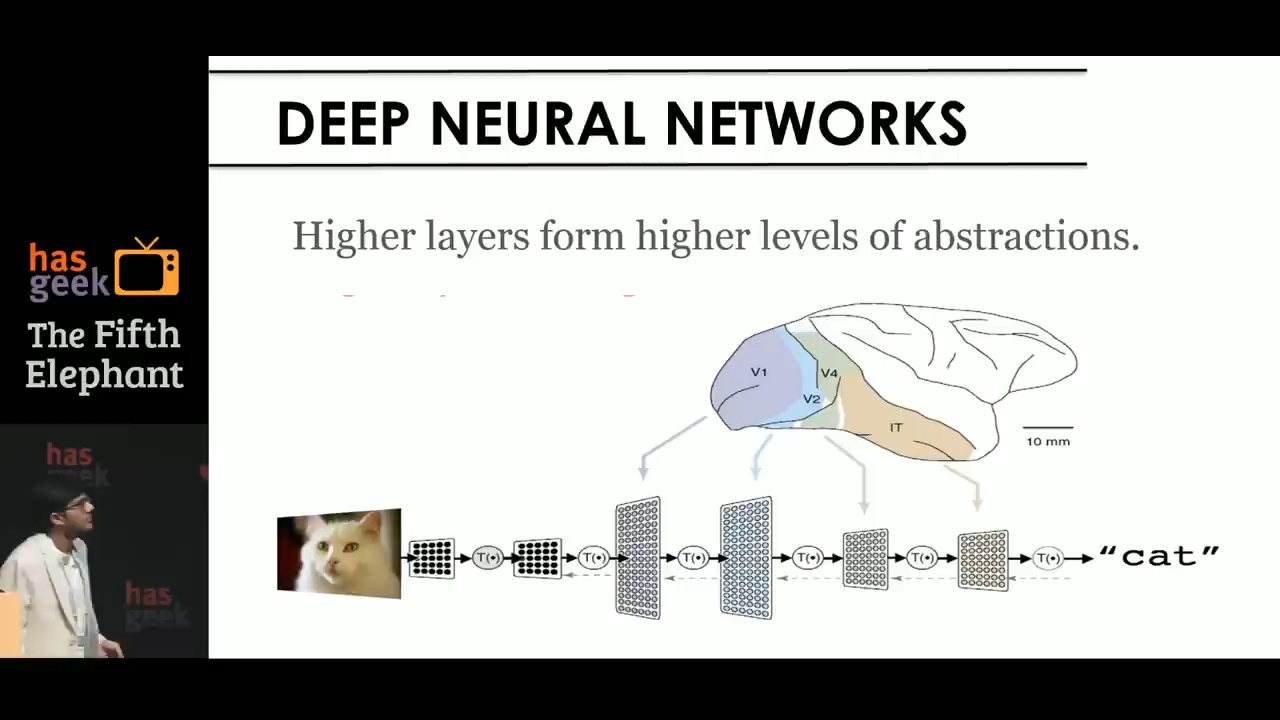 DEEP NEURAL NETWORKS
Higher layers form higher levels of abstractions.
has
geek
The Fifth
Elephant
V1
V4
V2
IT
10 mm
T(•)
T(•)
T(•)
T(•)
T(•)
T(•)
"cat"
has
geek
has
geek